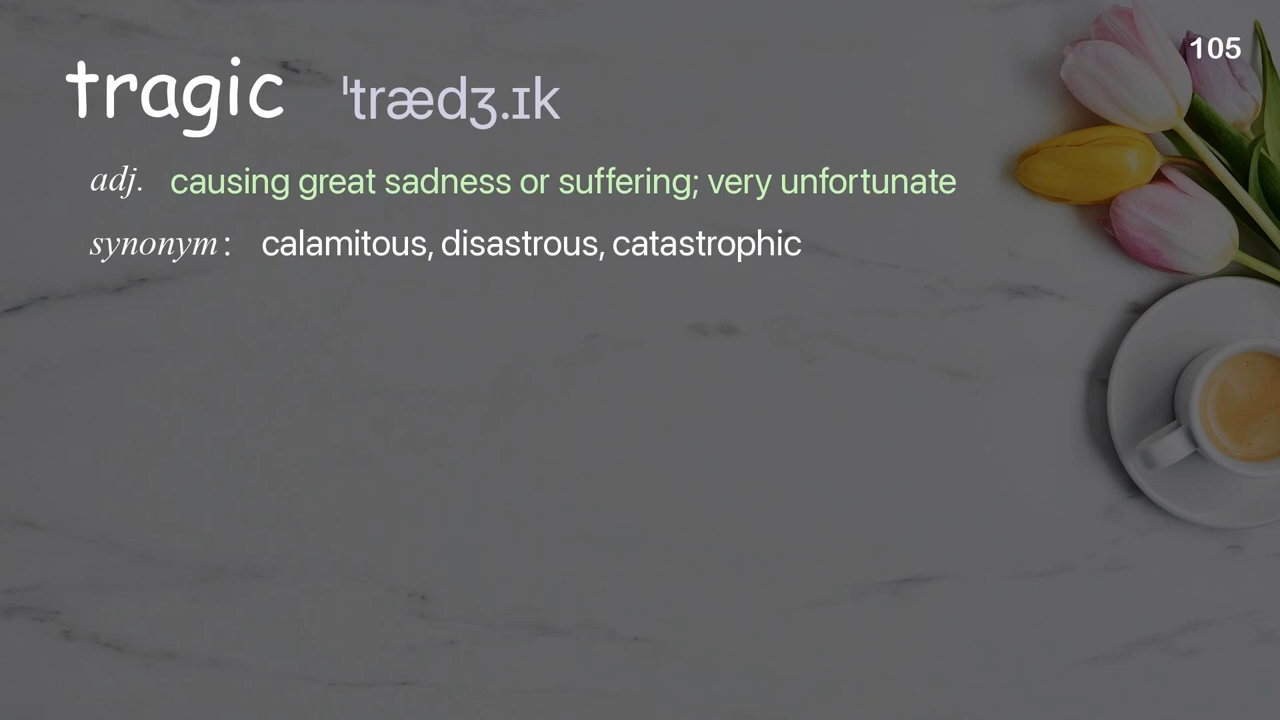 105
tragic ˈtrædʒ.ɪk
adj. causing great sadness or suffering; very unfortunate
synonym: calamitous, disastrous, catastrophic